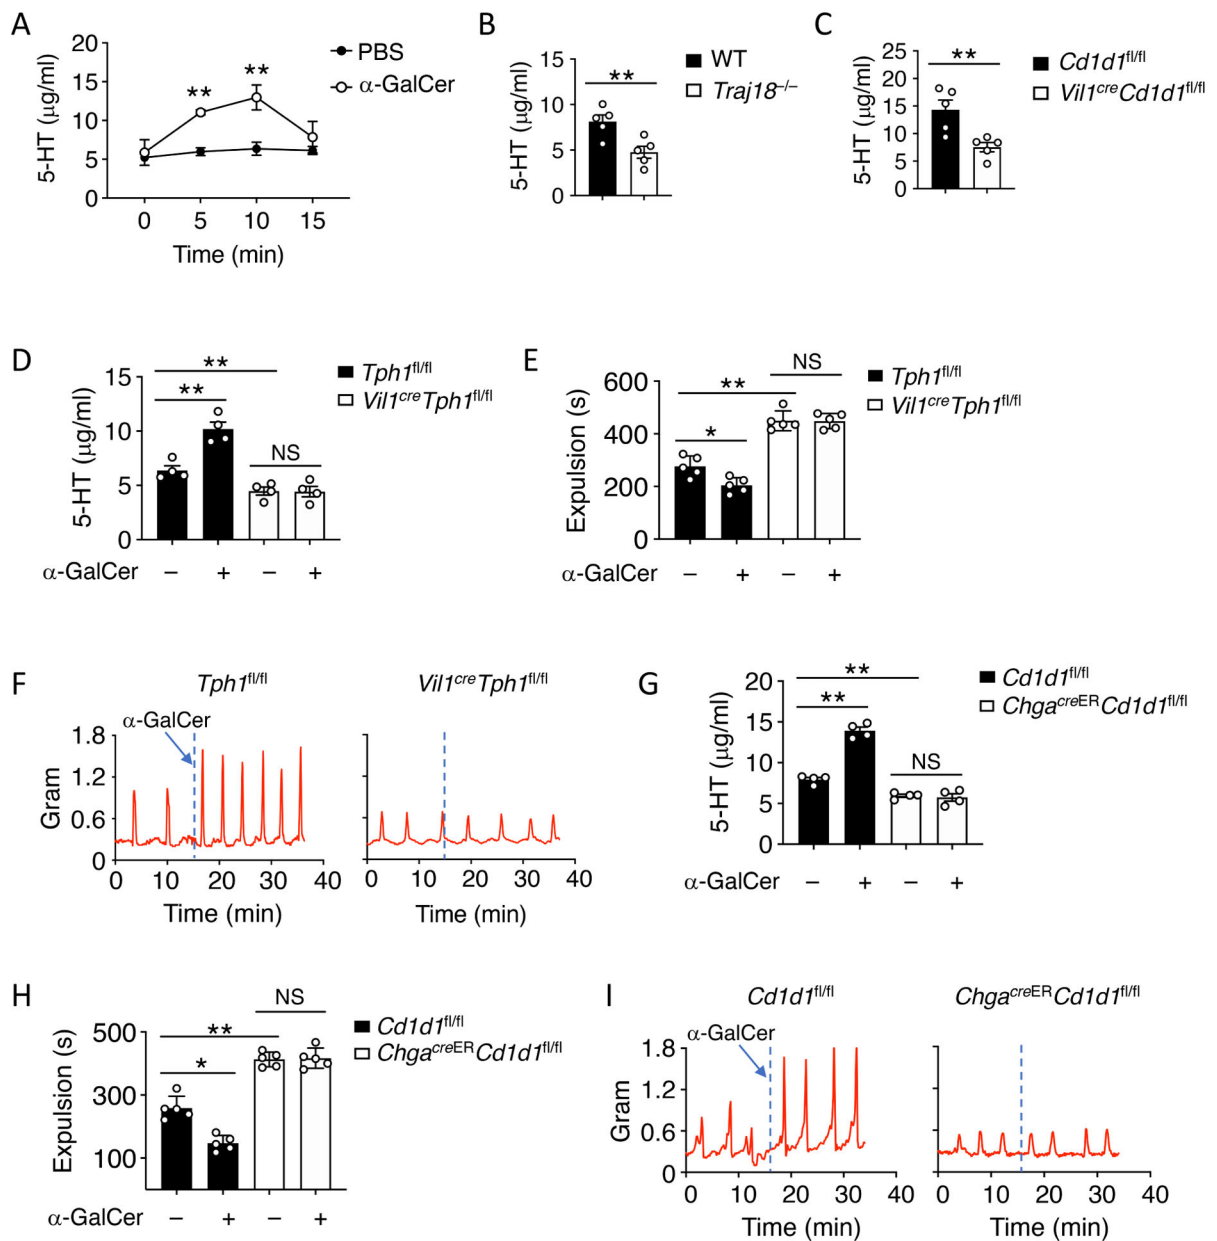 A
5-HT (μg/ml)
20
15
10
5
0
**
**
PBS
α-GalCer
0 5 10 15
Time (min)
B
5-HT (μg/ml)
15
10
5
0
**
WT
Traj18–/–
C
5-HT (μg/ml)
25
20
15
10
5
0
**
Cd1d1fl/fl
Vil1creCd1d1fl/fl
D
5-HT (μg/ml)
15
10
5
0
**
**
NS
Tph1fl/fl
Vil1creTph1fl/fl
α-GalCer – + – +
E
Expulsion (s)
600
400
200
0
NS
**
*
Tph1fl/fl
Vil1creTph1fl/fl
α-GalCer – + – +
F
Tph1fl/fl
Vil1creTph1fl/fl
α-GalCer
Gram
1.8
1.2
0.6
0
0 10 20 30 40
Time (min)
0 10 20 30 40
Time (min)
G
5-HT (μg/ml)
20
15
10
5
0
**
**
NS
Cd1d1fl/fl
ChgacreERCd1d1fl/fl
α-GalCer – + – +
H
Expulsion (s)
500
300
100
NS
**
*
Cd1d1fl/fl
ChgacreERCd1d1fl/fl
α-GalCer – + – +
I
Cd1d1fl/fl
ChgacreERCd1d1fl/fl
α-GalCer
Gram
1.8
1.2
0.6
0
0 10 20 30 40
Time (min)
0 10 20 30 40
Time (min)